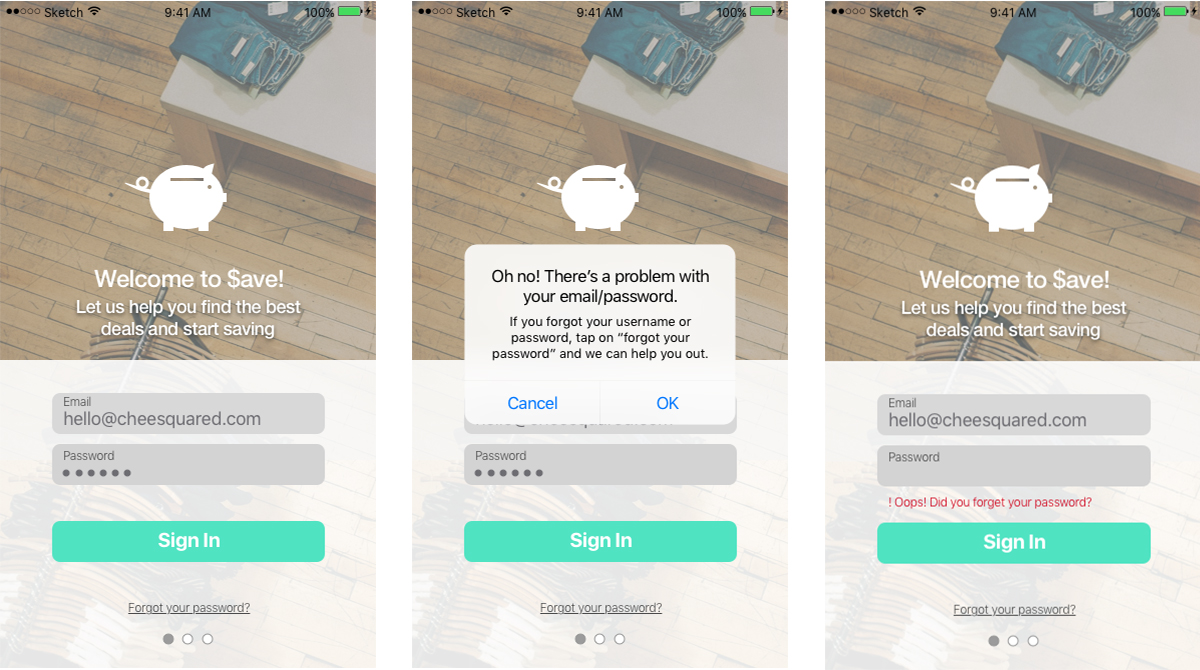 Sketch 9:41 AM 100%
Welcome to $ave!
Let us help you find the best
deals and start saving
Email
hello@cheesquared.com
Password
Sign In
Forgot your password?
Sketch 9:41 AM 100%
Oh no! There’s a problem with
your email/password.
If you forgot your username or
password, tap on “forgot your
password” and we can help you out.
Cancel OK
hello@cheesquared.com
Password
Sign In
Forgot your password?
Sketch 9:41 AM 100%
Welcome to $ave!
Let us help you find the best
deals and start saving
Email
hello@cheesquared.com
Password
! Oops! Did you forget your password?
Sign In
Forgot your password?